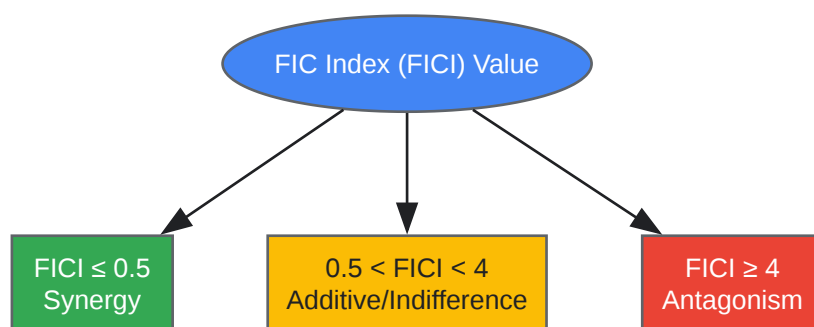 FIC Index (FICI) Value
FICI ≤ 0.5
Synergy
0.5 < FICI < 4
Additive/Indifference
FICI ≥ 4
Antagonism